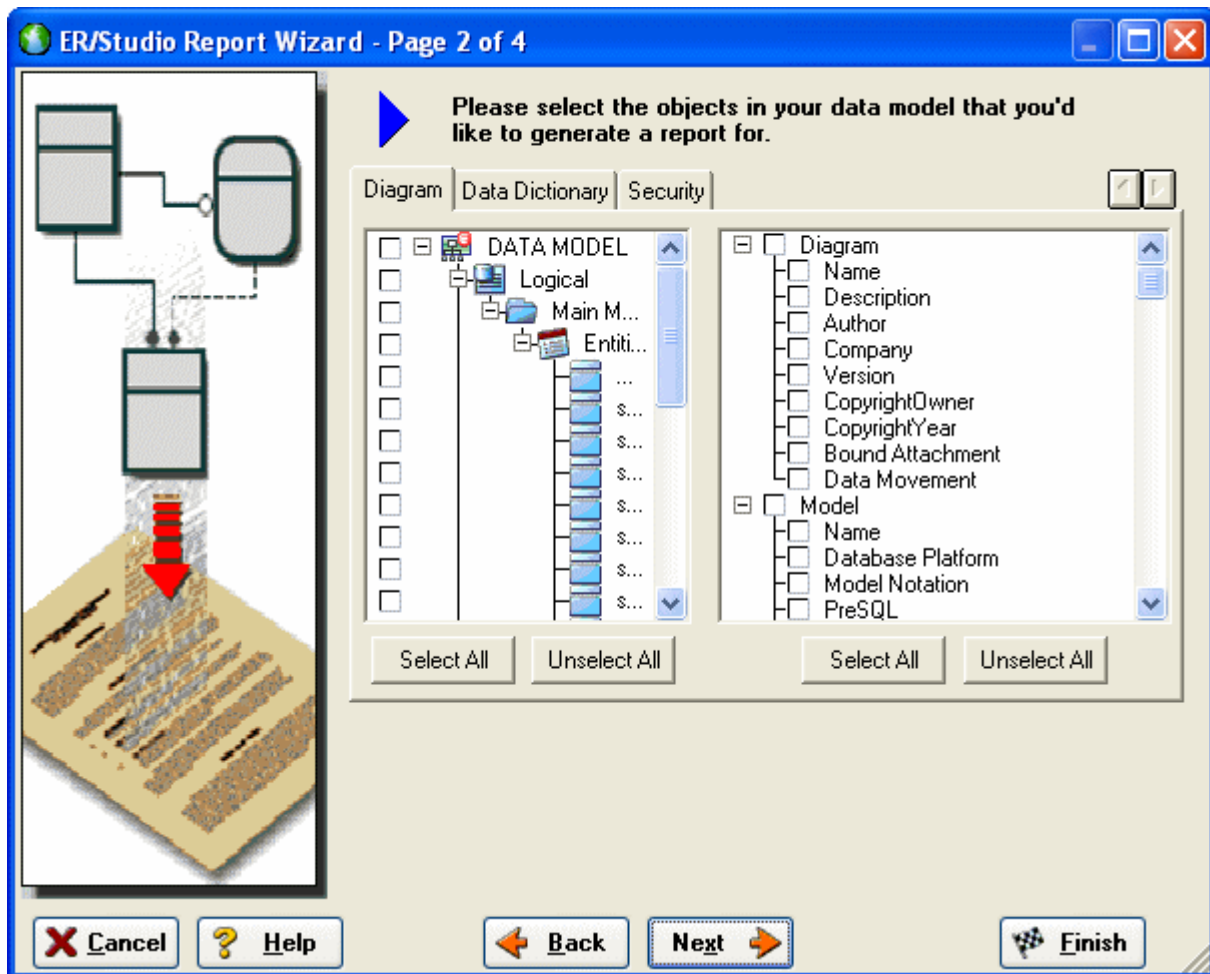 ER/Studio Report Wizard - Page 2 of 4
Please select the objects in your data model that you'd
like to generate a report for.
Diagram
Data Dictionary
Security
DATA MODEL
Logical
Main M...
Entiti...
...
s...
s...
s...
s...
s...
s...
s...
Diagram
Name
Description
Author
Company
Version
CopyrightOwner
CopyrightYear
Bound Attachment
Data Movement
Model
Name
Database Platform
Model Notation
PreSQL
Select All
Unselect All
Select All
Unselect All
Cancel
Help
Back
Next
Finish